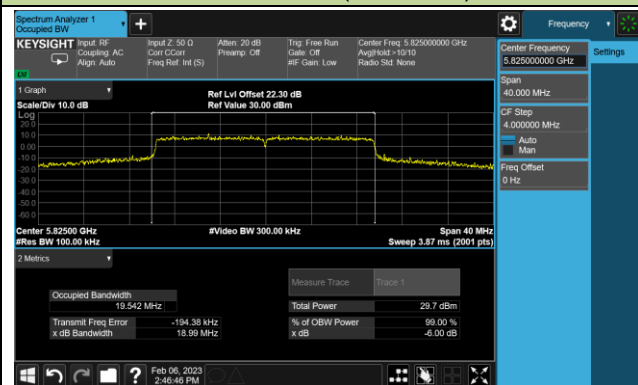 Spectrum Analyzer 1
Occupied BW
Frequency
KEYSIGHT
Input: RF
Coupling: AC
Align: Auto
Input Z: 50 Ω
Corr CCorr
Freq Ref: Int (S)
Atten: 20 dB
Preamp: Off
Trig: Free Run
Gate: Off
#IF Gain: Low
Center Freq: 5.825000000 GHz
Avg|Hold:>10/10
Radio Std: None
Center Frequency
5.825000000 GHz
Settings
Span
40.000 MHz
CF Step
4.000000 MHz
Auto
Man
Freq Offset
0 Hz
1 Graph
Scale/Div 10.0 dB
Ref Lvl Offset 22.30 dB
Ref Value 30.00 dBm
Log
20.0
10.0
0.00
-10.0
-20.0
-30.0
-40.0
-50.0
-60.0
Center 5.82500 GHz
#Res BW 100.00 kHz
#Video BW 300.00 kHz
Span 40 MHz
Sweep 3.87 ms (2001 pts)
2 Metrics
Measure Trace
Trace 1
Occupied Bandwidth
19.542 MHz
Total Power
29.7 dBm
Transmit Freq Error
-194.38 kHz
% of OBW Power
99.00 %
x dB Bandwidth
18.99 MHz
x dB
-6.00 dB
Feb 06, 2023
2:46:46 PM